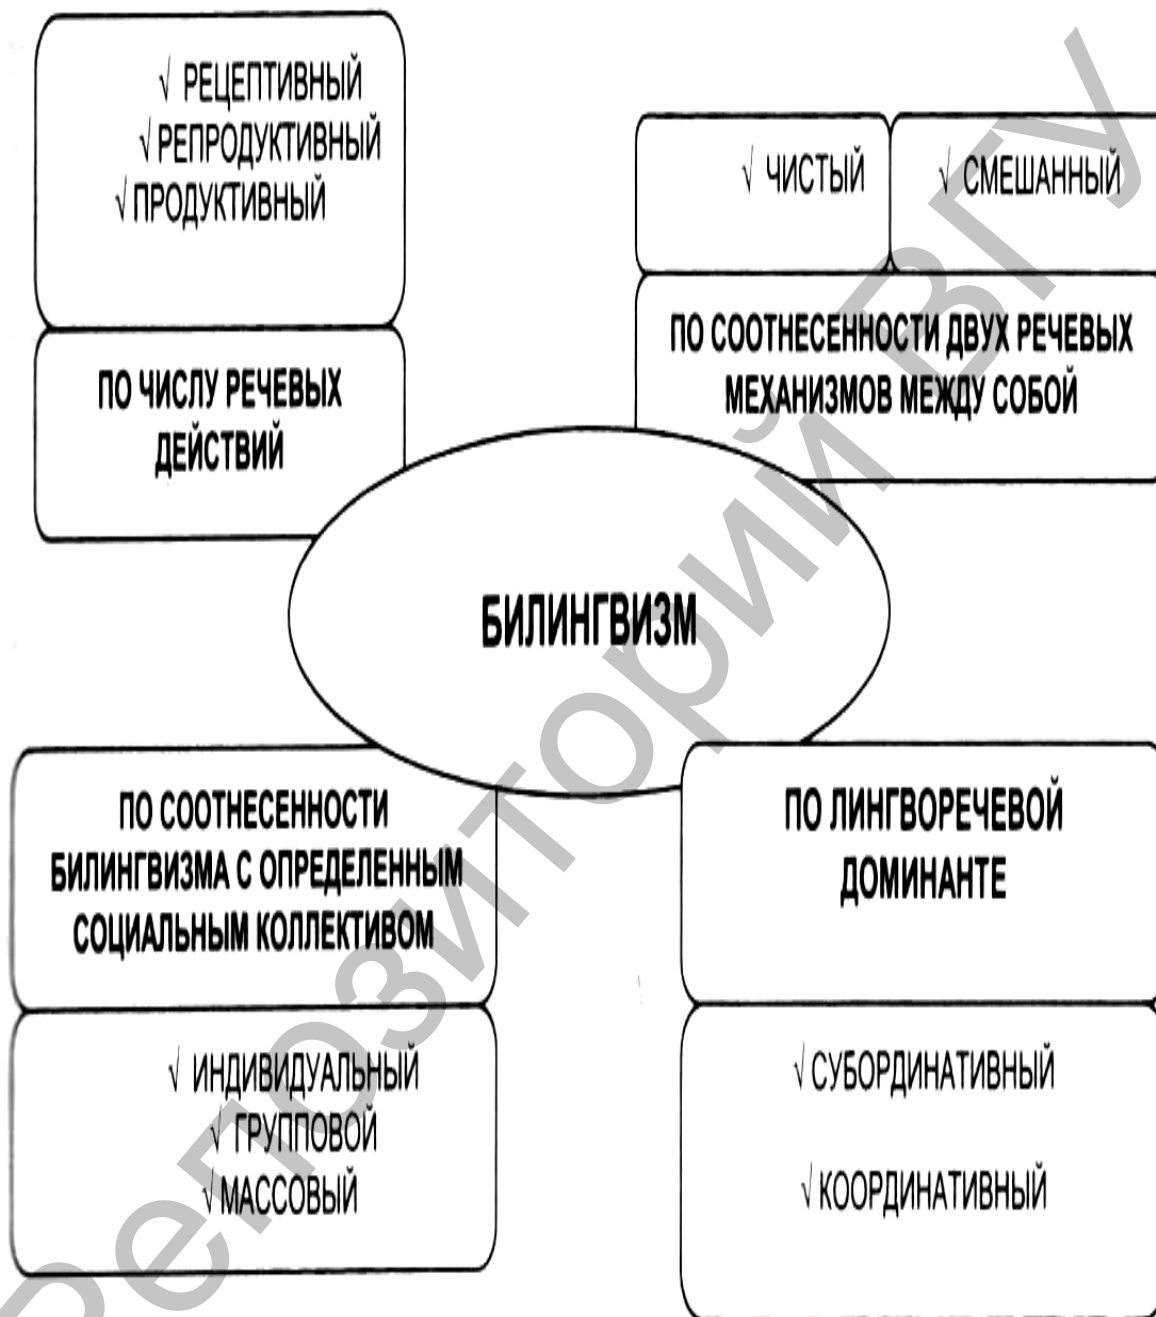 √ РЕЦЕПТИВНЫЙ
√ РЕПРОДУКТИВНЫЙ
√ ПРОДУКТИВНЫЙ
ПО ЧИСЛУ РЕЧЕВЫХ
ДЕЙСТВИЙ
√ ЧИСТЫЙ
√ СМЕШАННЫЙ
ПО СООТНЕСЕННОСТИ ДВУХ РЕЧЕВЫХ
МЕХАНИЗМОВ МЕЖДУ СОБОЙ
БИЛИНГВИЗМ
ПО СООТНЕСЕННОСТИ
БИЛИНГВИЗМА С ОПРЕДЕЛЕННЫМ
СОЦИАЛЬНЫМ КОЛЛЕКТИВОМ
√ ИНДИВИДУАЛЬНЫЙ
√ ГРУППОВОЙ
√ МАССОВЫЙ
ПО ЛИНГВОРЕЧЕВОЙ
ДОМИНАНТЕ
√ СУБОРДИНАТИВНЫЙ
√ КООРДИНАТИВНЫЙ
Репозиторий ВГУ